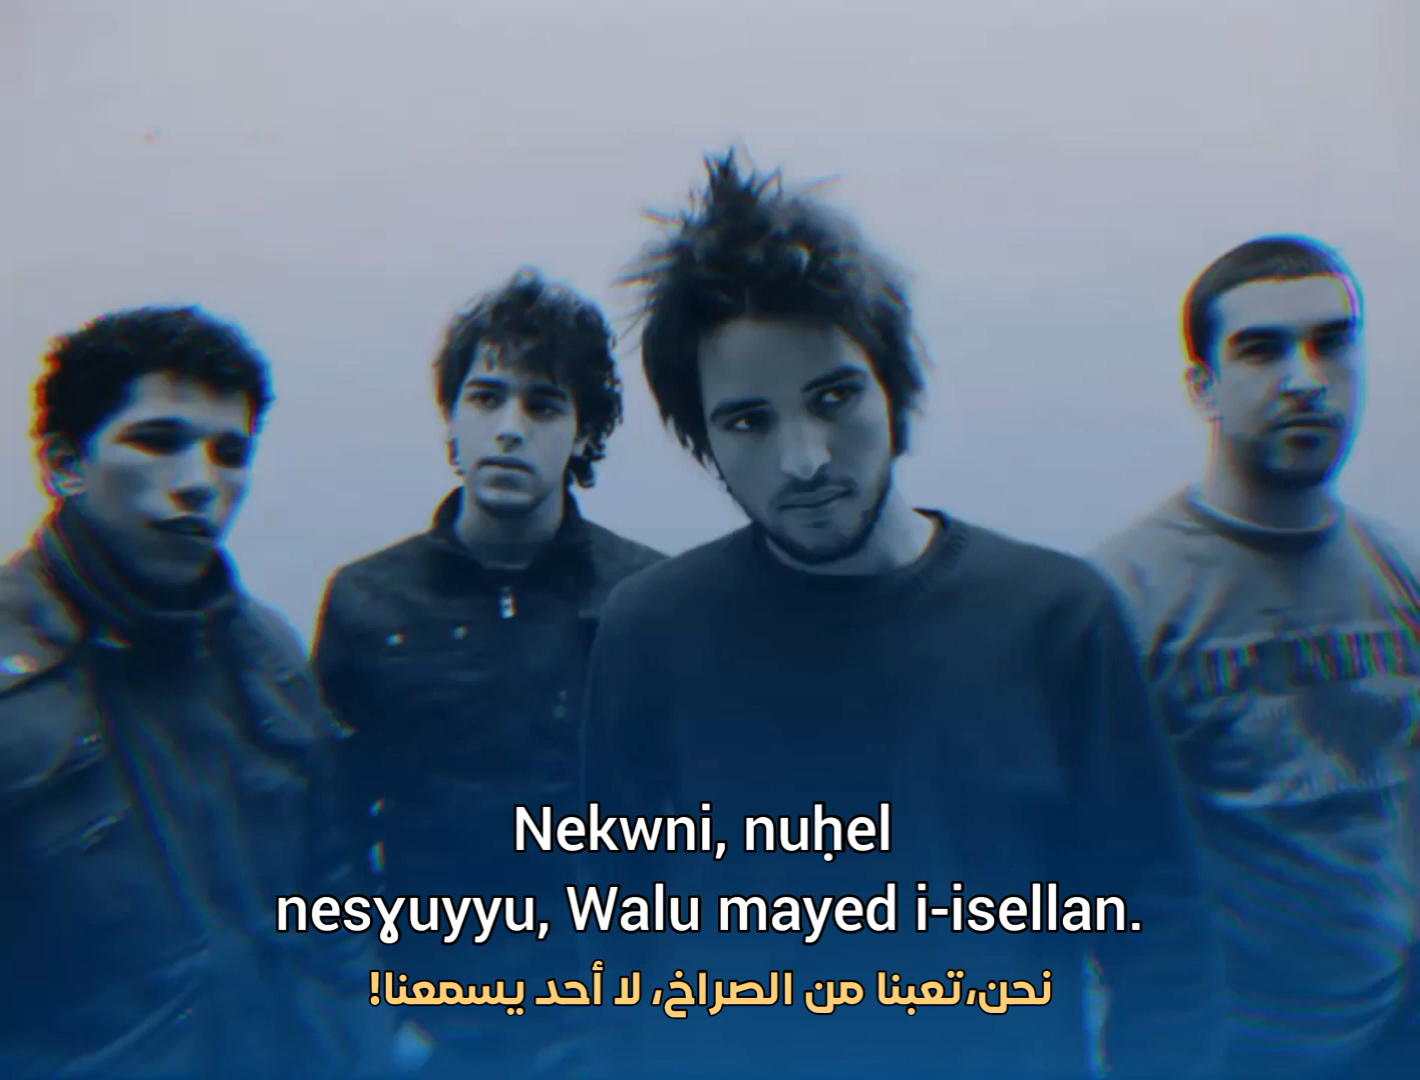 Nekwni, nuḥel
nesɣuyyu, Walu mayed i-isellan.
نحن،تعبنا من الصراخ، لا أحد يسمعنا!